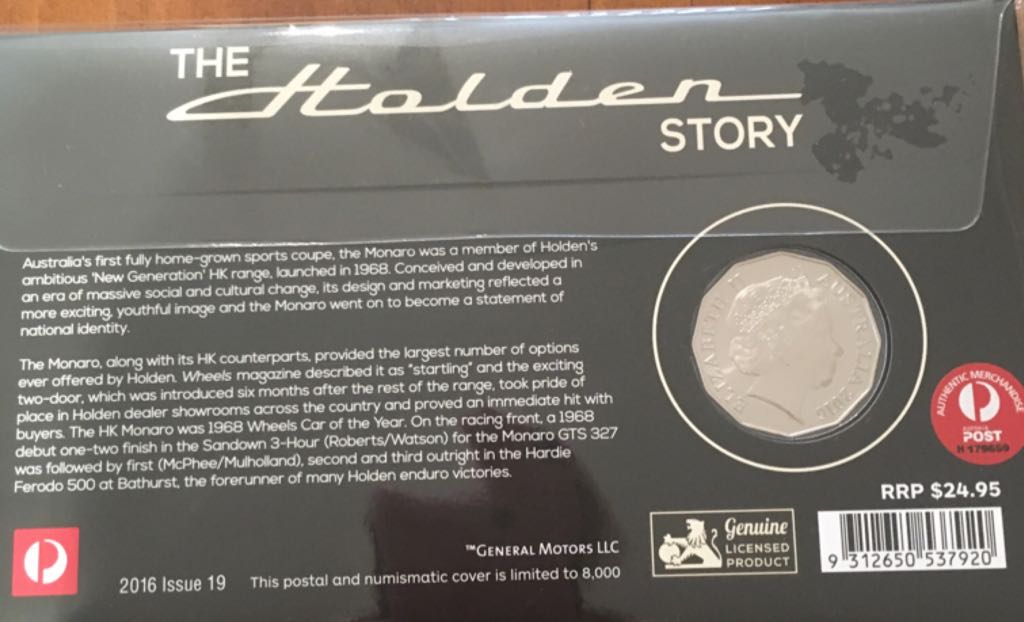 THE
Holden
STORY
Australia's first fully home-grown sports coupe, the Monaro was a member of Holden's
ambitious 'New Generation' HK range, launched in 1968. Conceived and developed in
an era of massive social and cultural change, its design and marketing reflected a
more exciting, youthful image and the Monaro went on to become a statement of
national identity.
The Monaro, along with its HK counterparts, provided the largest number of options
ever offered by Holden. Wheels magazine described it as "startling" and the exciting
two-door, which was introduced six months after the rest of the range, took pride of
place in Holden dealer showrooms across the country and proved an immediate hit with
buyers. The HK Monaro was 1968 Wheels Car of the Year. On the racing front, a 1968
debut one-two finish in the Sandown 3-Hour (Roberts/Watson) for the Monaro GTS 327
was followed by first (McPhee/Mulholland), second and third outright in the Hardie
Ferodo 500 at Bathurst, the forerunner of many Holden enduro victories.
ELIZABETH II AUSTRALIA 2016
AUTHENTIC MERCHANDISE
POST
RRP $24.95
™GENERAL MOTORS LLC
Genuine
LICENSED
PRODUCT
9 312650 537920
2016 Issue 19
This postal and numismatic cover is limited to 8,000